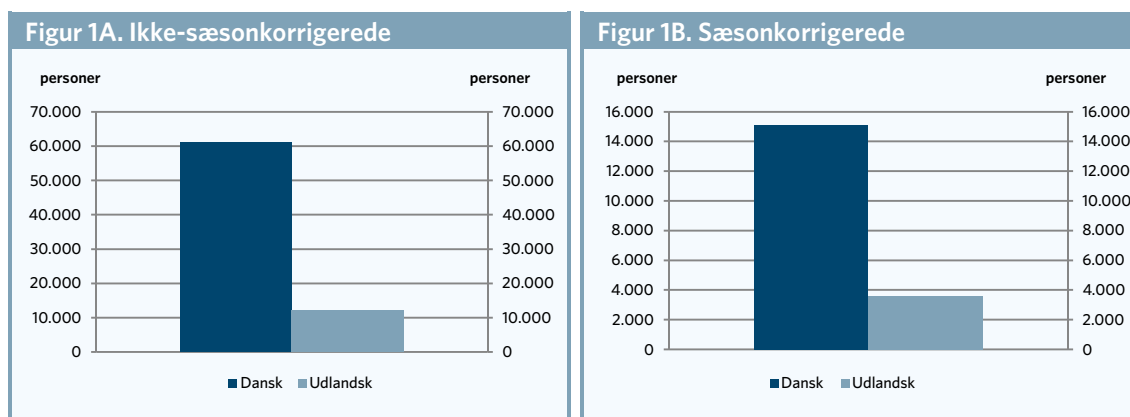 Figur 1A. Ikke-sæsonkorrigerede
personer personer
70.000 70.000
60.000 60.000
50.000 50.000
40.000 40.000
30.000 30.000
20.000 20.000
10.000 10.000
0 0
Dansk Udlandsk
Figur 1B. Sæsonkorrigerede
personer personer
16.000 16.000
14.000 14.000
12.000 12.000
10.000 10.000
8.000 8.000
6.000 6.000
4.000 4.000
2.000 2.000
0 0
Dansk Udlandsk